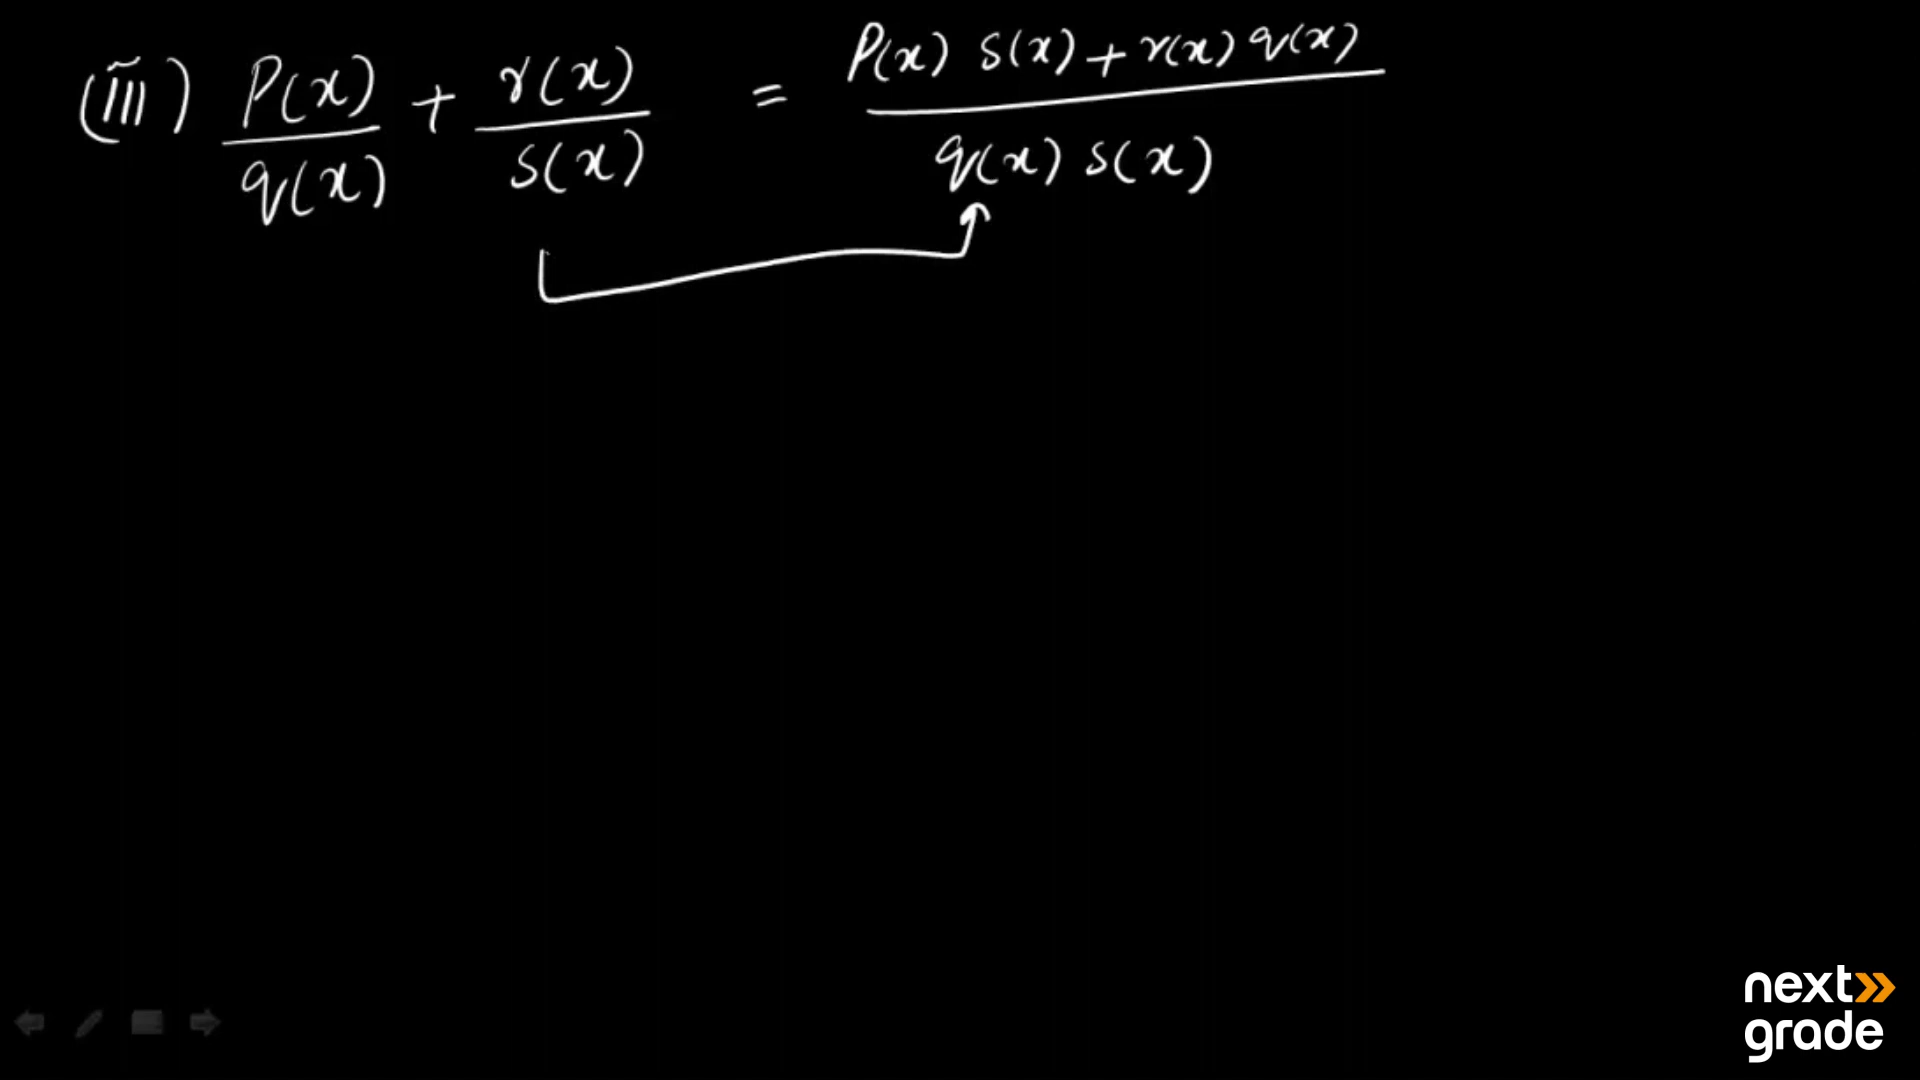 (iii) P(x)/q(x) + r(x)/s(x) = P(x) s(x) + r(x) q(x) / q(x) s(x)
next
grade